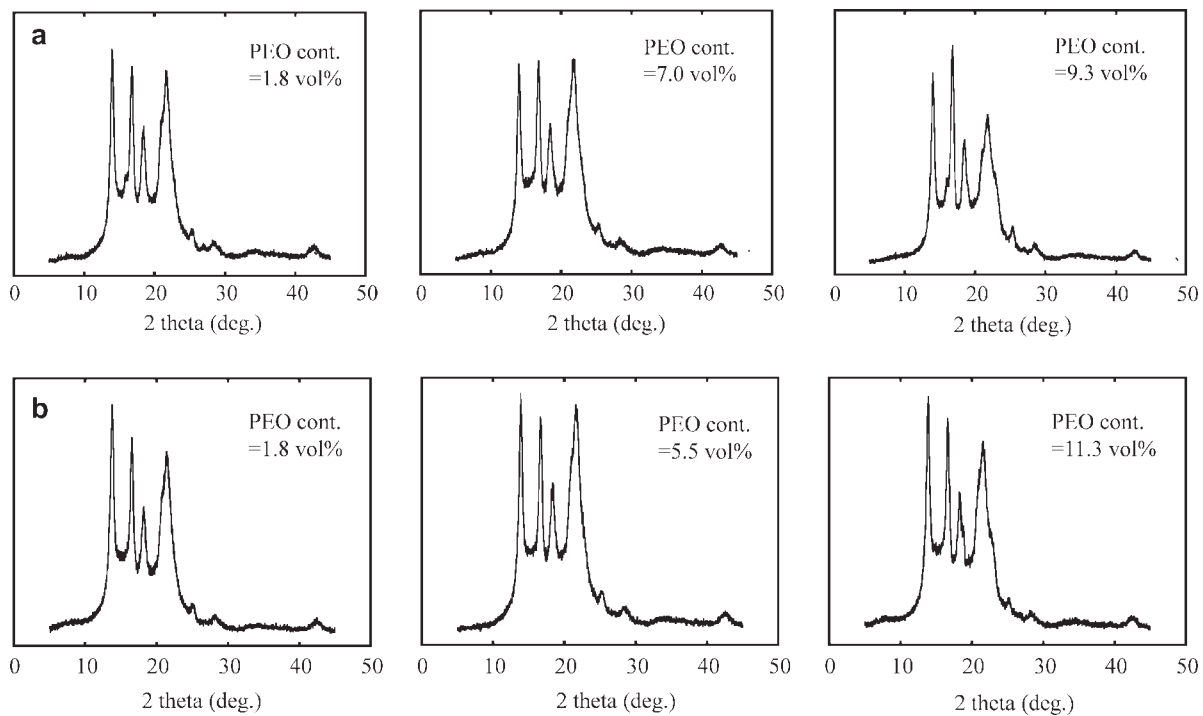 a
PEO cont.
=1.8 vol%
PEO cont.
=7.0 vol%
PEO cont.
=9.3 vol%
0 10 20 30 40 50
0 10 20 30 40 50
0 10 20 30 40 50
2 theta (deg.)
2 theta (deg.)
2 theta (deg.)
b
PEO cont.
=1.8 vol%
PEO cont.
=5.5 vol%
PEO cont.
=11.3 vol%
0 10 20 30 40 50
0 10 20 30 40 50
0 10 20 30 40 50
2 theta (deg.)
2 theta (deg.)
2 theta (deg.)